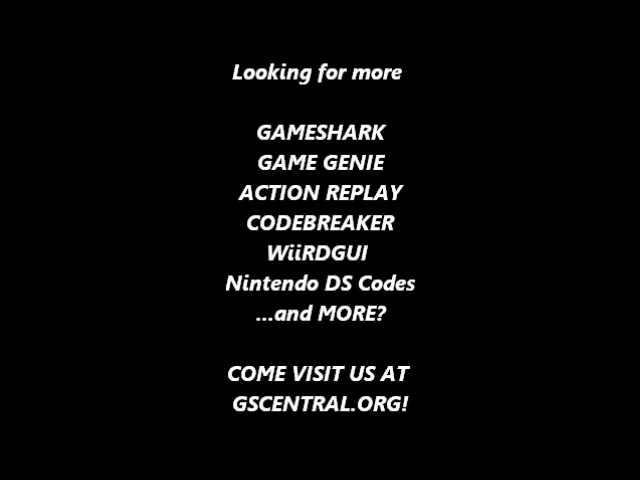 Looking for more
GAMESHARK
GAME GENIE
ACTION REPLAY
CODEBREAKER
WiiRDGUI
Nintendo DS Codes
...and MORE?
COME VISIT US AT
GSCENTRAL.ORG!